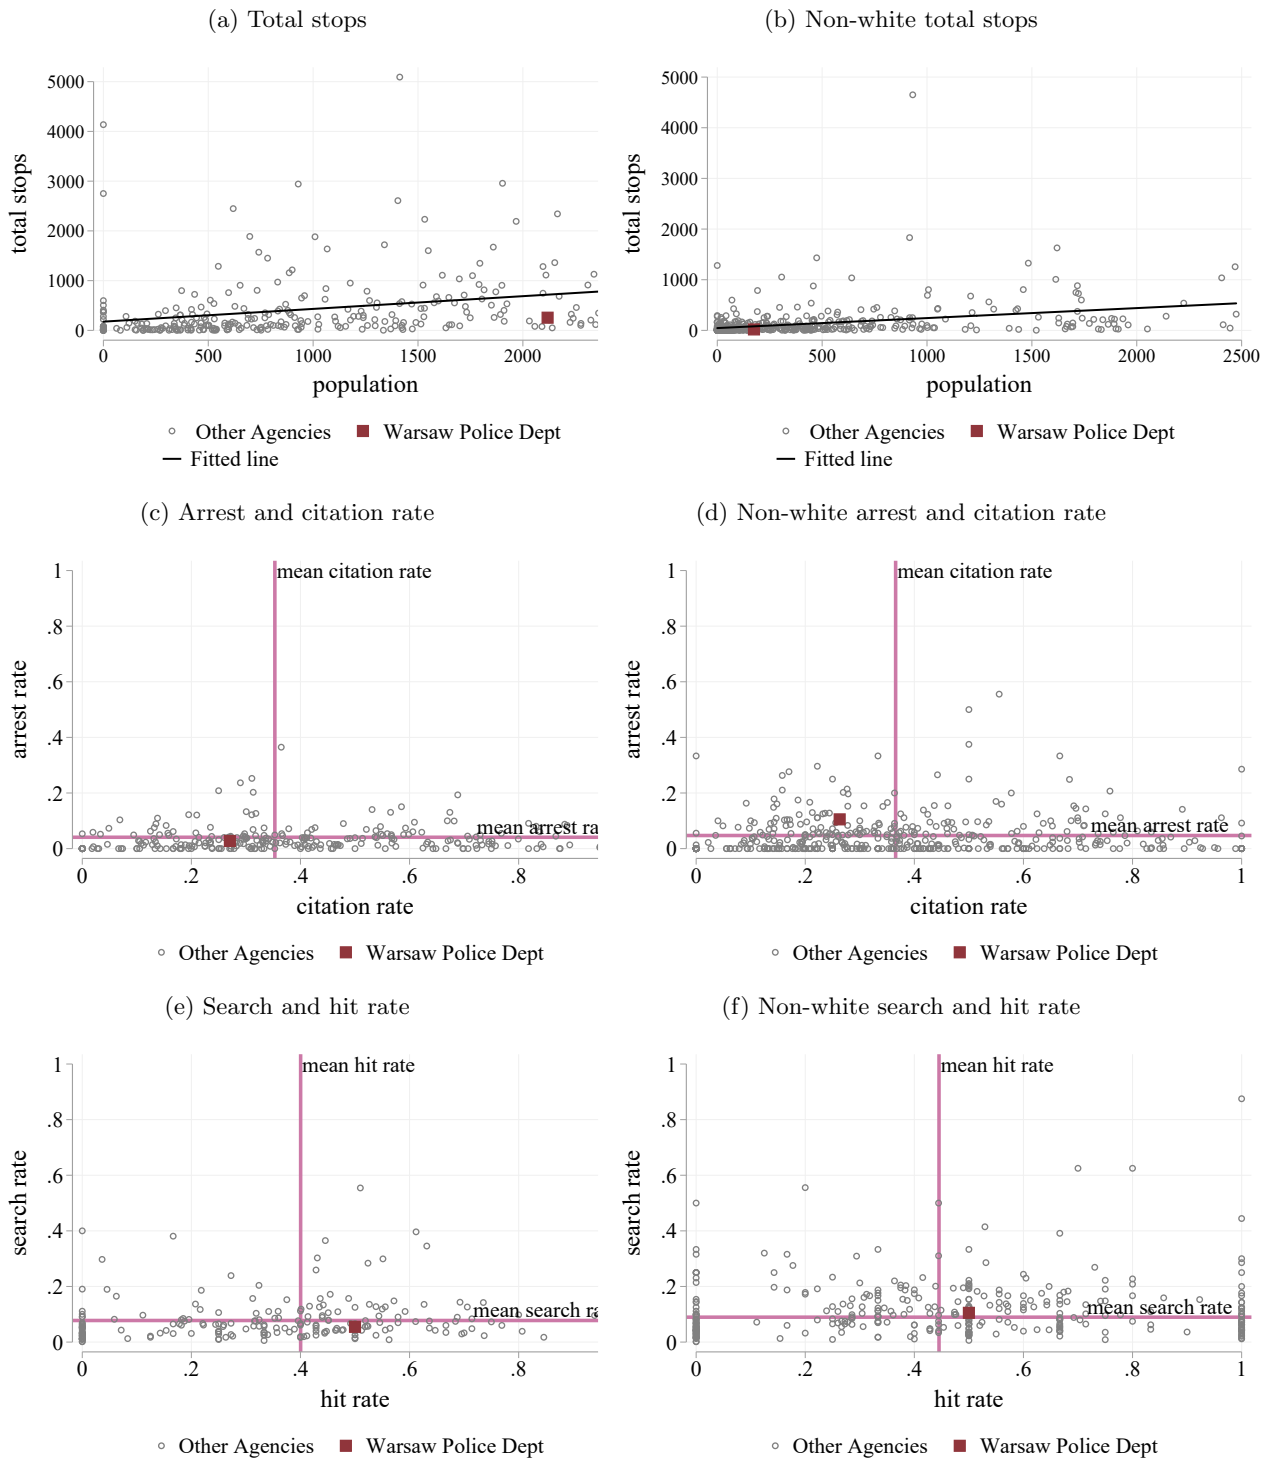 (a) Total stops
(b) Non-white total stops
total stops
5000
4000
3000
2000
1000
0
0 500 1000 1500 2000
population
Other Agencies Warsaw Police Dept
Fitted line
total stops
5000
4000
3000
2000
1000
0
0 500 1000 1500 2000 2500
population
Other Agencies Warsaw Police Dept
Fitted line
(c) Arrest and citation rate
(d) Non-white arrest and citation rate
arrest rate
1
.8
.6
.4
.2
0
mean citation rate
mean arrest ra
0 .2 .4 .6 .8
citation rate
Other Agencies Warsaw Police Dept
arrest rate
1
.8
.6
.4
.2
0
mean citation rate
mean arrest rate
0 .2 .4 .6 .8 1
citation rate
Other Agencies Warsaw Police Dept
(e) Search and hit rate
(f) Non-white search and hit rate
search rate
1
.8
.6
.4
.2
0
mean hit rate
mean search ra
0 .2 .4 .6 .8
hit rate
Other Agencies Warsaw Police Dept
search rate
1
.8
.6
.4
.2
0
mean hit rate
mean search rate
0 .2 .4 .6 .8 1
hit rate
Other Agencies Warsaw Police Dept